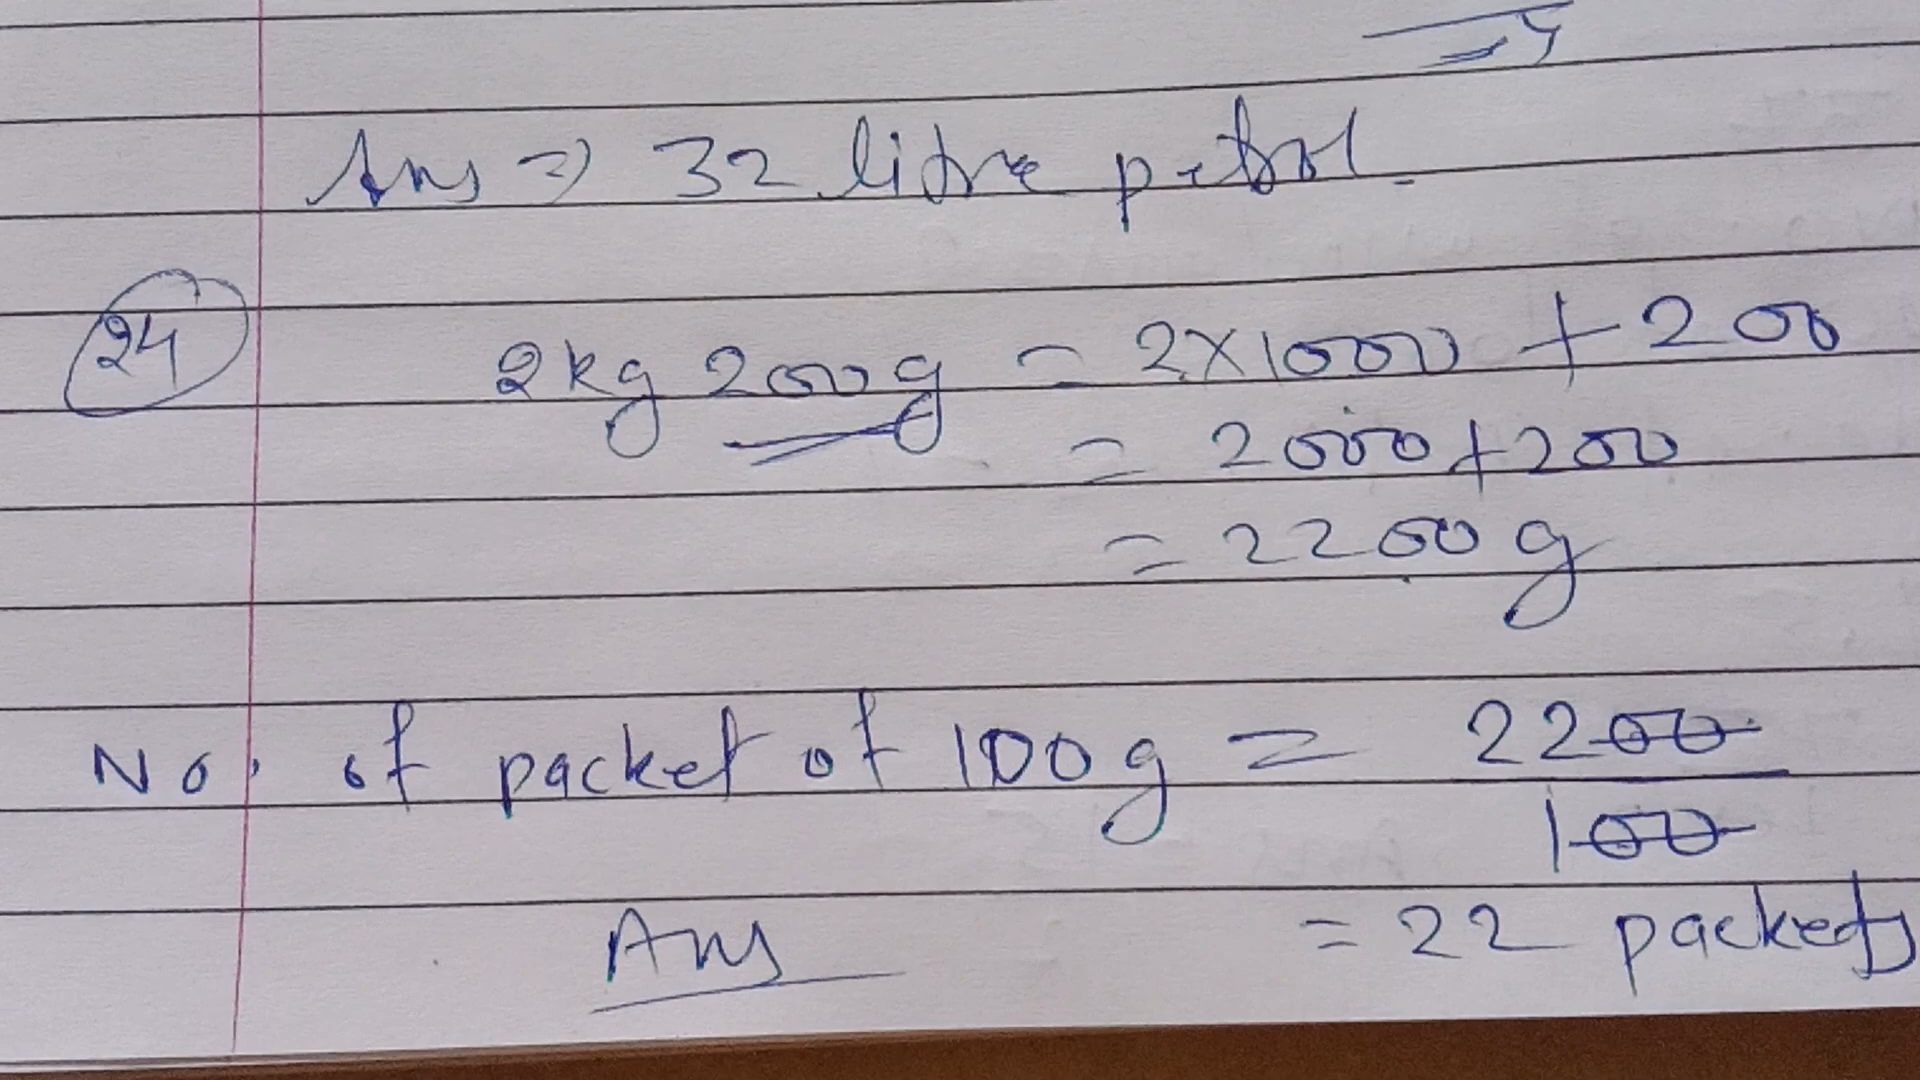 Ans ⇒ 32 litre petrol.
24
2kg 200g = 2×1000 + 200
= 2000+200
= 2200 g
No. of packet of 100g = 2200
100
Ans = 22 packets